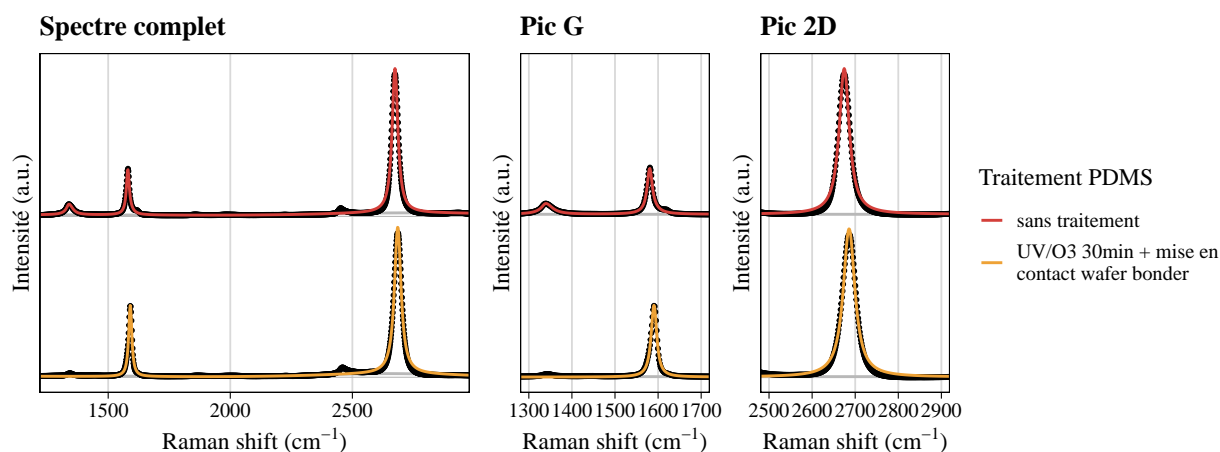 Spectre complet
Pic G
Pic 2D
Intensité (a.u.)
Intensité (a.u.)
Intensité (a.u.)
1500
2000
2500
1300 1400 1500 1600 1700
2500 2600 2700 2800 2900
Raman shift (cm⁻¹)
Raman shift (cm⁻¹)
Raman shift (cm⁻¹)
Traitement PDMS
sans traitement
UV/O3 30min + mise en
contact wafer bonder